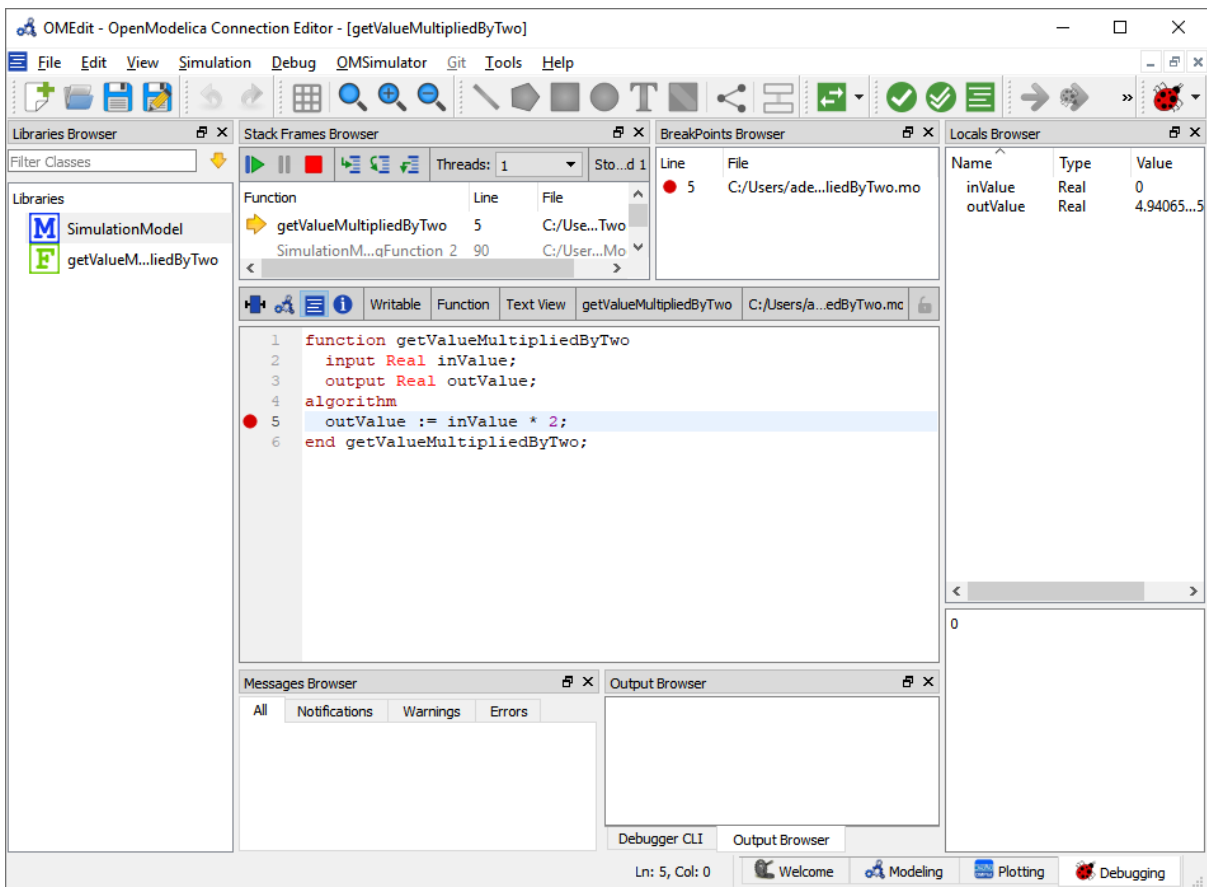 OMEdit - OpenModelica Connection Editor - [getValueMultipliedByTwo]
File Edit View Simulation Debug OMSimulator Git Tools Help
T
»
Libraries Browser
Filter Classes
Libraries
M SimulationModel
F getValueM...liedByTwo
Stack Frames Browser
Threads: 1 Sto...d 1
Function Line File
getValueMultipliedByTwo 5 C:/Use...Two
SimulationM...gFunction_2 90 C:/User...Mo
BreakPoints Browser
Line File
5 C:/Users/ade...liedByTwo.mo
Locals Browser
Name Type Value
inValue Real 0
outValue Real 4.94065...5
0
Writable Function Text View getValueMultipliedByTwo C:/Users/a...edByTwo.mo
1 function getValueMultipliedByTwo
2 input Real inValue;
3 output Real outValue;
4 algorithm
5 outValue := inValue * 2;
6 end getValueMultipliedByTwo;
Messages Browser
All Notifications Warnings Errors
Output Browser
Debugger CLI Output Browser
Ln: 5, Col: 0 Welcome Modeling Plotting Debugging